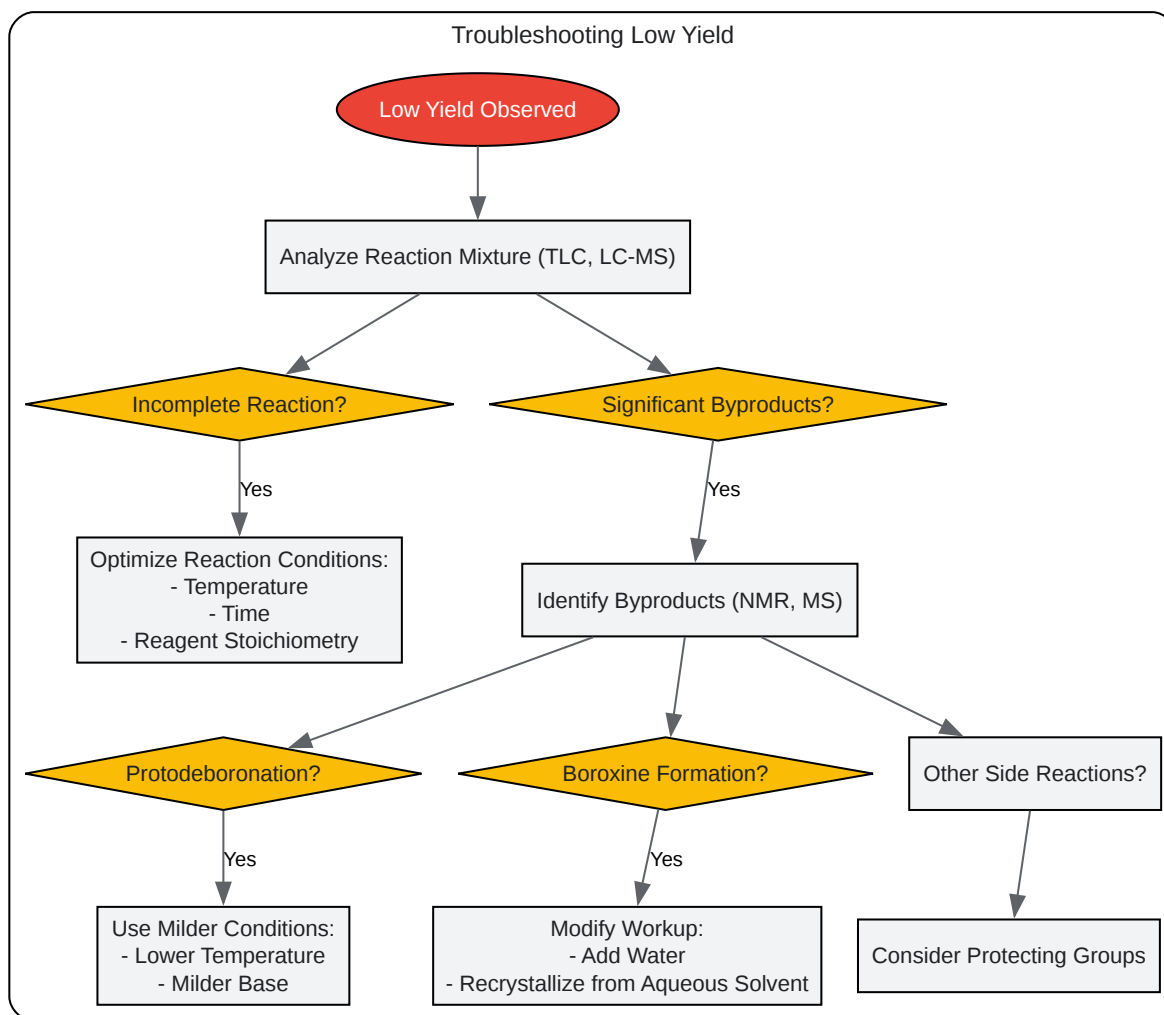 Troubleshooting Low Yield
Low Yield Observed
Analyze Reaction Mixture (TLC, LC-MS)
Incomplete Reaction?
Significant Byproducts?
Yes
Yes
Optimize Reaction Conditions:
- Temperature
- Time
- Reagent Stoichiometry
Identify Byproducts (NMR, MS)
Protodeboronation?
Boroxine Formation?
Other Side Reactions?
Yes
Yes
Use Milder Conditions:
- Lower Temperature
- Milder Base
Modify Workup:
- Add Water
- Recrystallize from Aqueous Solvent
Consider Protecting Groups